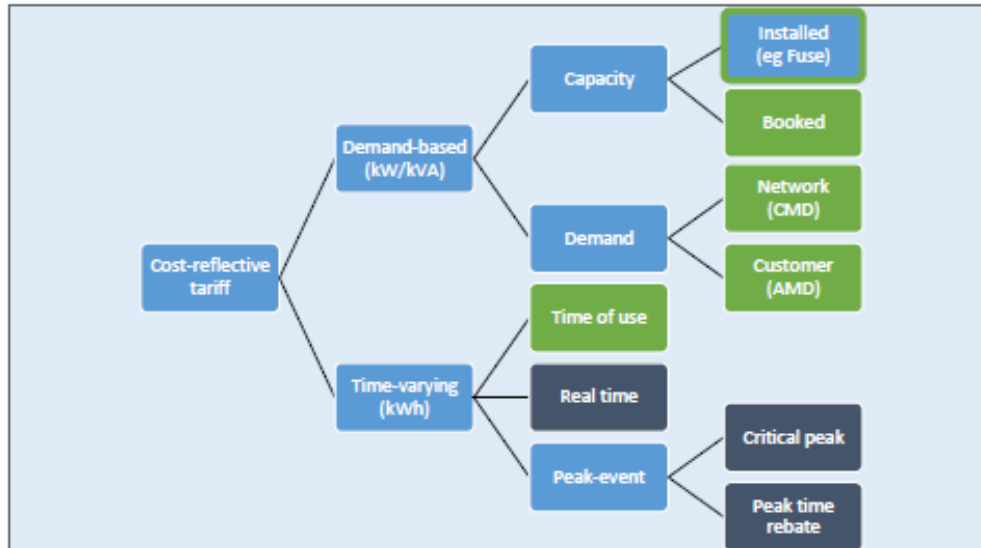 Installed
(eg Fuse)
Capacity
Booked
Demand-based
(kW/kVA)
Network
(CMD)
Demand
Customer
(AMD)
Cost-reflective
tariff
Time of use
Time-varying
(kWh)
Real time
Critical peak
Peak-event
Peak time
rebate